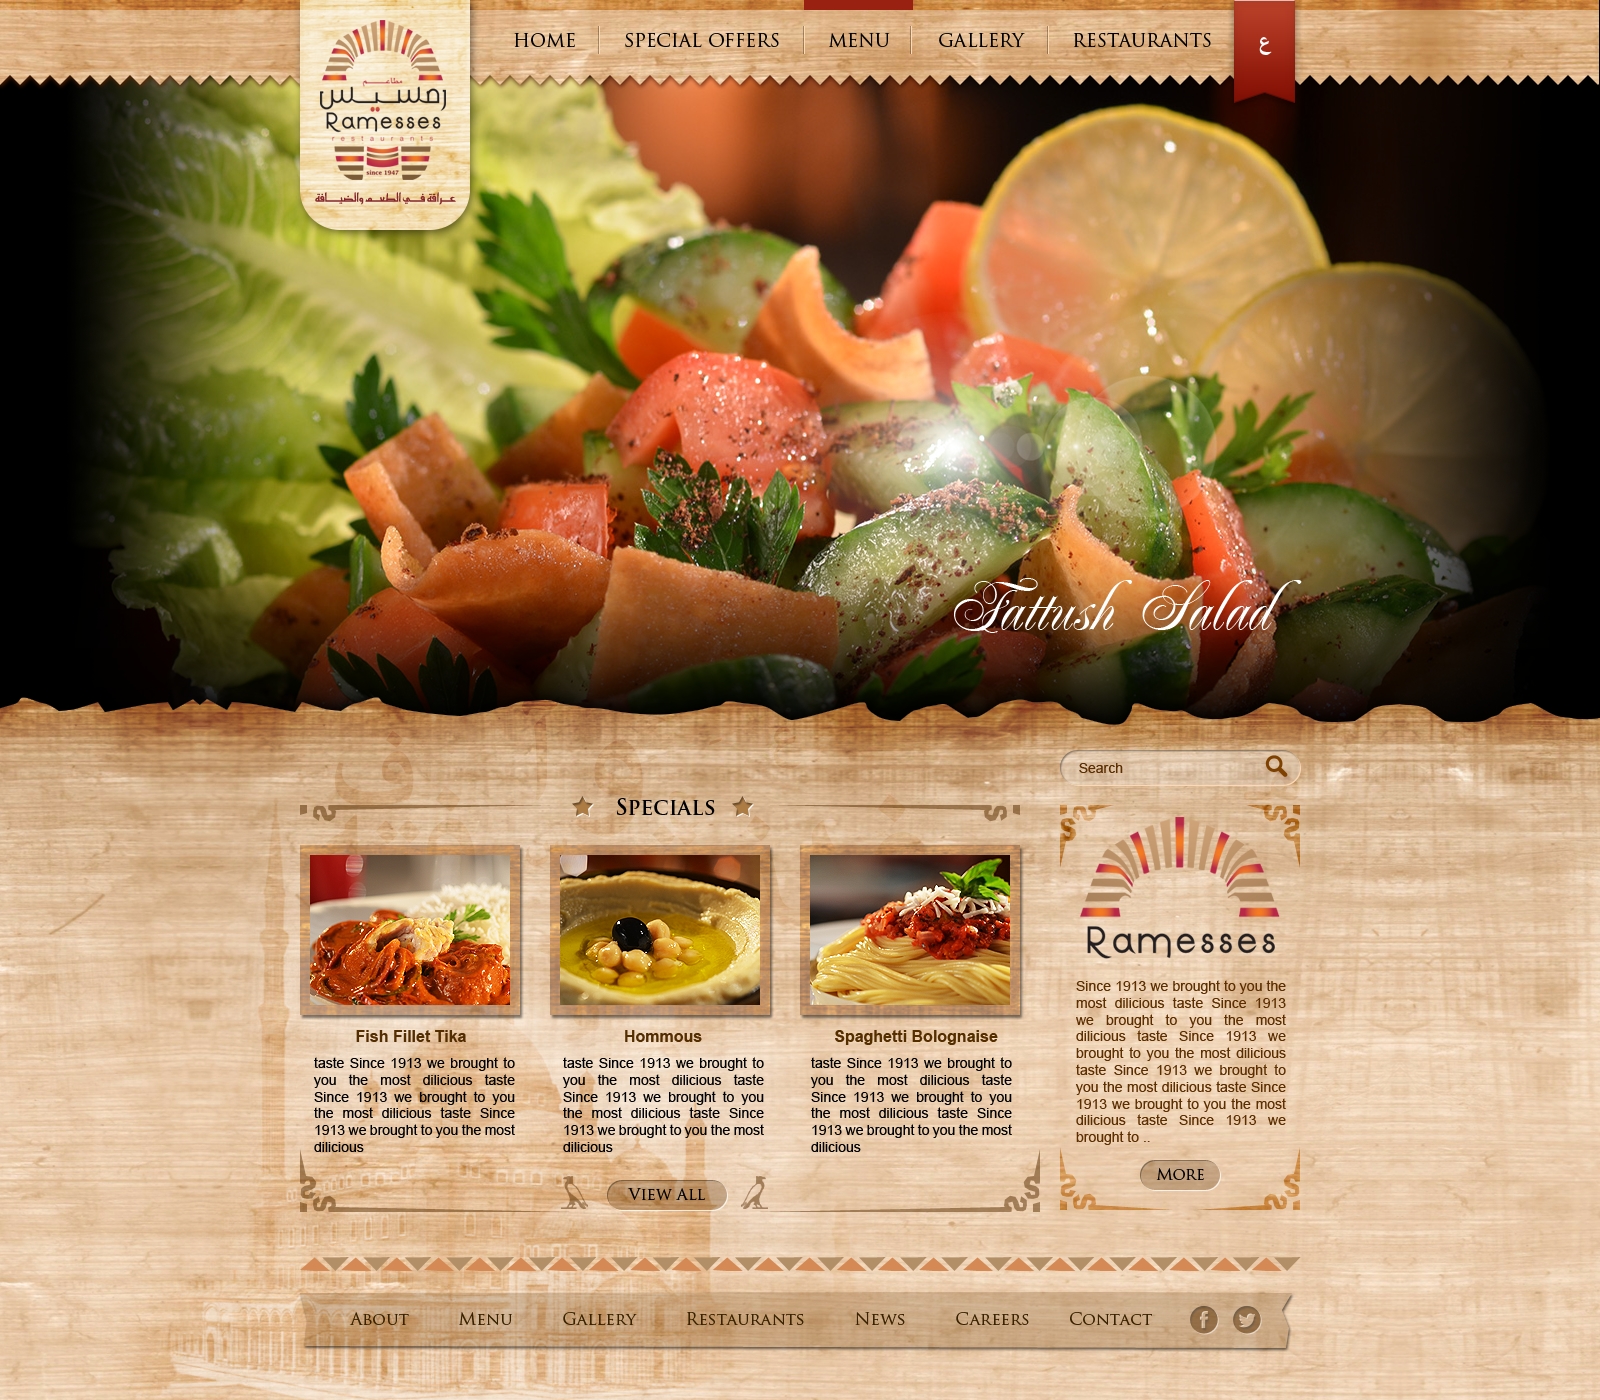 HOME
SPECIAL OFFERS
MENU
GALLERY
RESTAURANTS
ع
مطاعم
رمسيس
Ramesses
restaurants
since 1947
عراقة في الطعم والضيافة
Fattush Salad
Search
SPECIALS
Fish Fillet Tika
taste Since 1913 we brought to
you the most dilicious taste
Since 1913 we brought to you
the most dilicious taste Since
1913 we brought to you the most
dilicious
Hommous
taste Since 1913 we brought to
you the most dilicious taste
Since 1913 we brought to you
the most dilicious taste Since
1913 we brought to you the most
dilicious
Spaghetti Bolognaise
taste Since 1913 we brought to
you the most dilicious taste
Since 1913 we brought to you
the most dilicious taste Since
1913 we brought to you the most
dilicious
VIEW ALL
Ramesses
Since 1913 we brought to you the
most dilicious taste Since 1913
we brought to you the most
dilicious taste Since 1913 we
brought to you the most dilicious
taste Since 1913 we brought to
you the most dilicious taste Since
1913 we brought to you the most
dilicious taste Since 1913 we
brought to ..
MORE
ABOUT
MENU
GALLERY
RESTAURANTS
NEWS
CAREERS
CONTACT